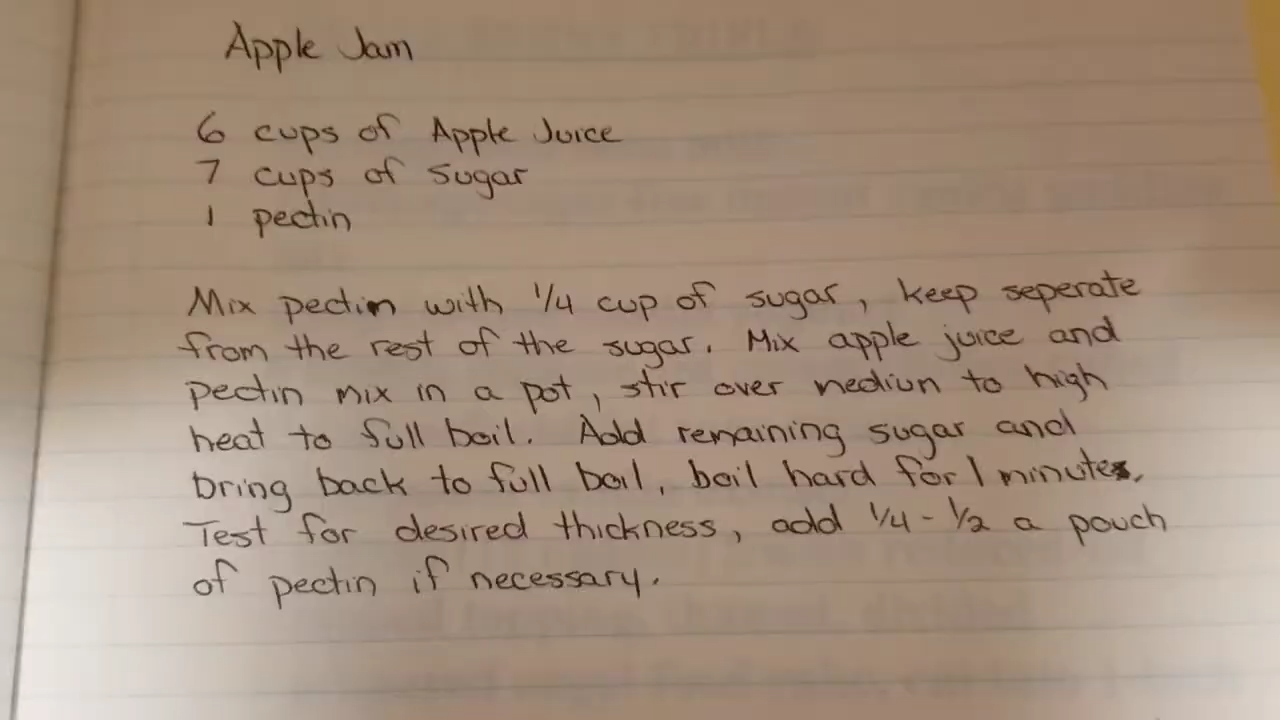 Apple Jam
6 cups of Apple Juice
7 cups of sugar
1 pectin
Mix pectin with 1/4 cup of sugar, keep seperate
from the rest of the sugar. Mix apple juice and
pectin mix in a pot, stir over medium to high
heat to full boil. Add remaining sugar and
bring back to full boil, boil hard for 1 minute.
Test for desired thickness, add 1/4 - 1/2 a pouch
of pectin if necessary.